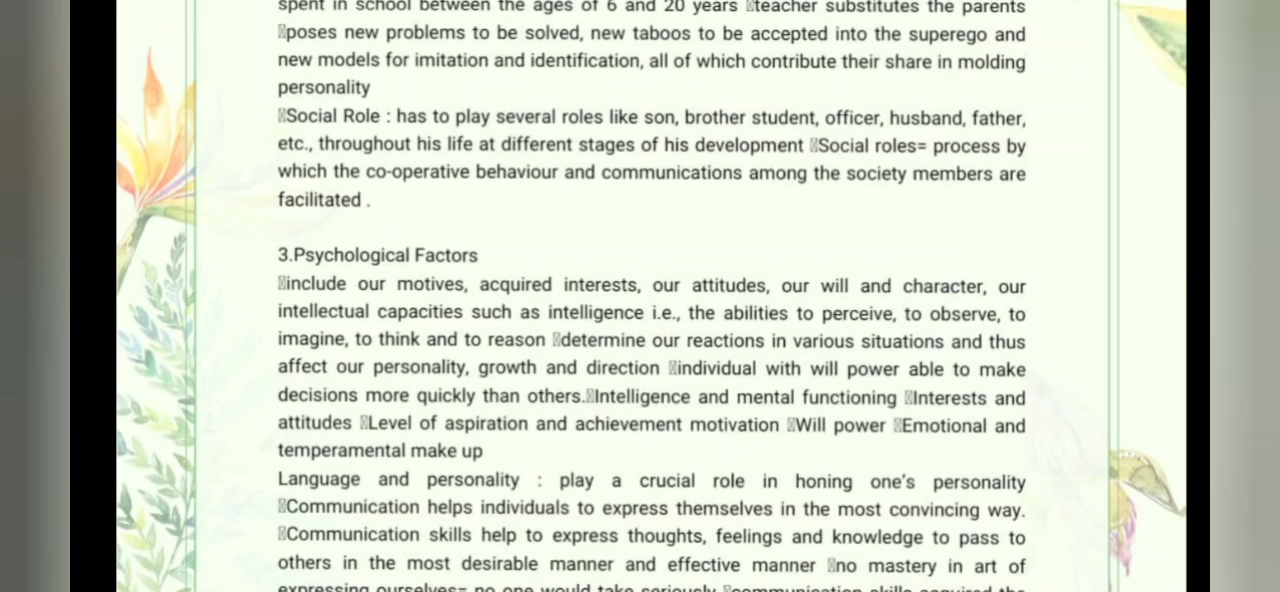 spent in school between the ages of 6 and 20 years ▯teacher substitutes the parents
▯poses new problems to be solved, new taboos to be accepted into the superego and
new models for imitation and identification, all of which contribute their share in molding
personality
▯Social Role : has to play several roles like son, brother student, officer, husband, father,
etc., throughout his life at different stages of his development ▯Social roles= process by
which the co-operative behaviour and communications among the society members are
facilitated .
3.Psychological Factors
▯include our motives, acquired interests, our attitudes, our will and character, our
intellectual capacities such as intelligence i.e., the abilities to perceive, to observe, to
imagine, to think and to reason ▯determine our reactions in various situations and thus
affect our personality, growth and direction ▯individual with will power able to make
decisions more quickly than others.▯Intelligence and mental functioning ▯Interests and
attitudes ▯Level of aspiration and achievement motivation ▯Will power ▯Emotional and
temperamental make up
Language and personality : play a crucial role in honing one's personality
▯Communication helps individuals to express themselves in the most convincing way.
▯Communication skills help to express thoughts, feelings and knowledge to pass to
others in the most desirable manner and effective manner ▯no mastery in art of
expressing ourselves= no one would take seriously ▯communication skills acquired the